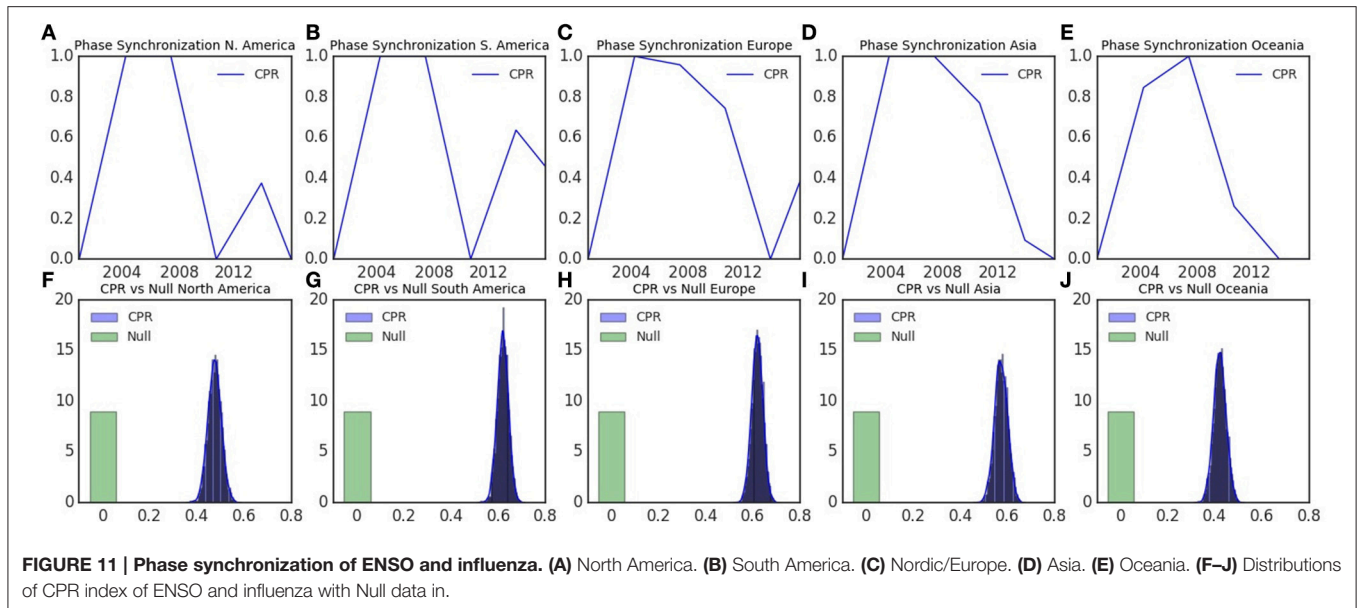 A
Phase Synchronization N. America
CPR
1.0
0.8
0.6
0.4
0.2
0.0
2004 2008 2012
B
Phase Synchronization S. America
CPR
1.0
0.8
0.6
0.4
0.2
0.0
2004 2008 2012
C
Phase Synchronization Europe
CPR
1.0
0.8
0.6
0.4
0.2
0.0
2004 2008 2012
D
Phase Synchronization Asia
CPR
1.0
0.8
0.6
0.4
0.2
0.0
2004 2008 2012
E
Phase Synchronization Oceania
CPR
1.0
0.8
0.6
0.4
0.2
0.0
2004 2008 2012
F
CPR vs Null North America
CPR
Null
20
15
10
5
0
0 0.2 0.4 0.6 0.8
G
CPR vs Null South America
CPR
Null
20
15
10
5
0
0 0.2 0.4 0.6 0.8
H
CPR vs Null Europe
CPR
Null
20
15
10
5
0
0 0.2 0.4 0.6 0.8
I
CPR vs Null Asia
CPR
Null
20
15
10
5
0
0 0.2 0.4 0.6 0.8
J
CPR vs Null Oceania
CPR
Null
20
15
10
5
0
0 0.2 0.4 0.6 0.8
FIGURE 11 | Phase synchronization of ENSO and influenza. (A) North America. (B) South America. (C) Nordic/Europe. (D) Asia. (E) Oceania. (F–J) Distributions
of CPR index of ENSO and influenza with Null data in.